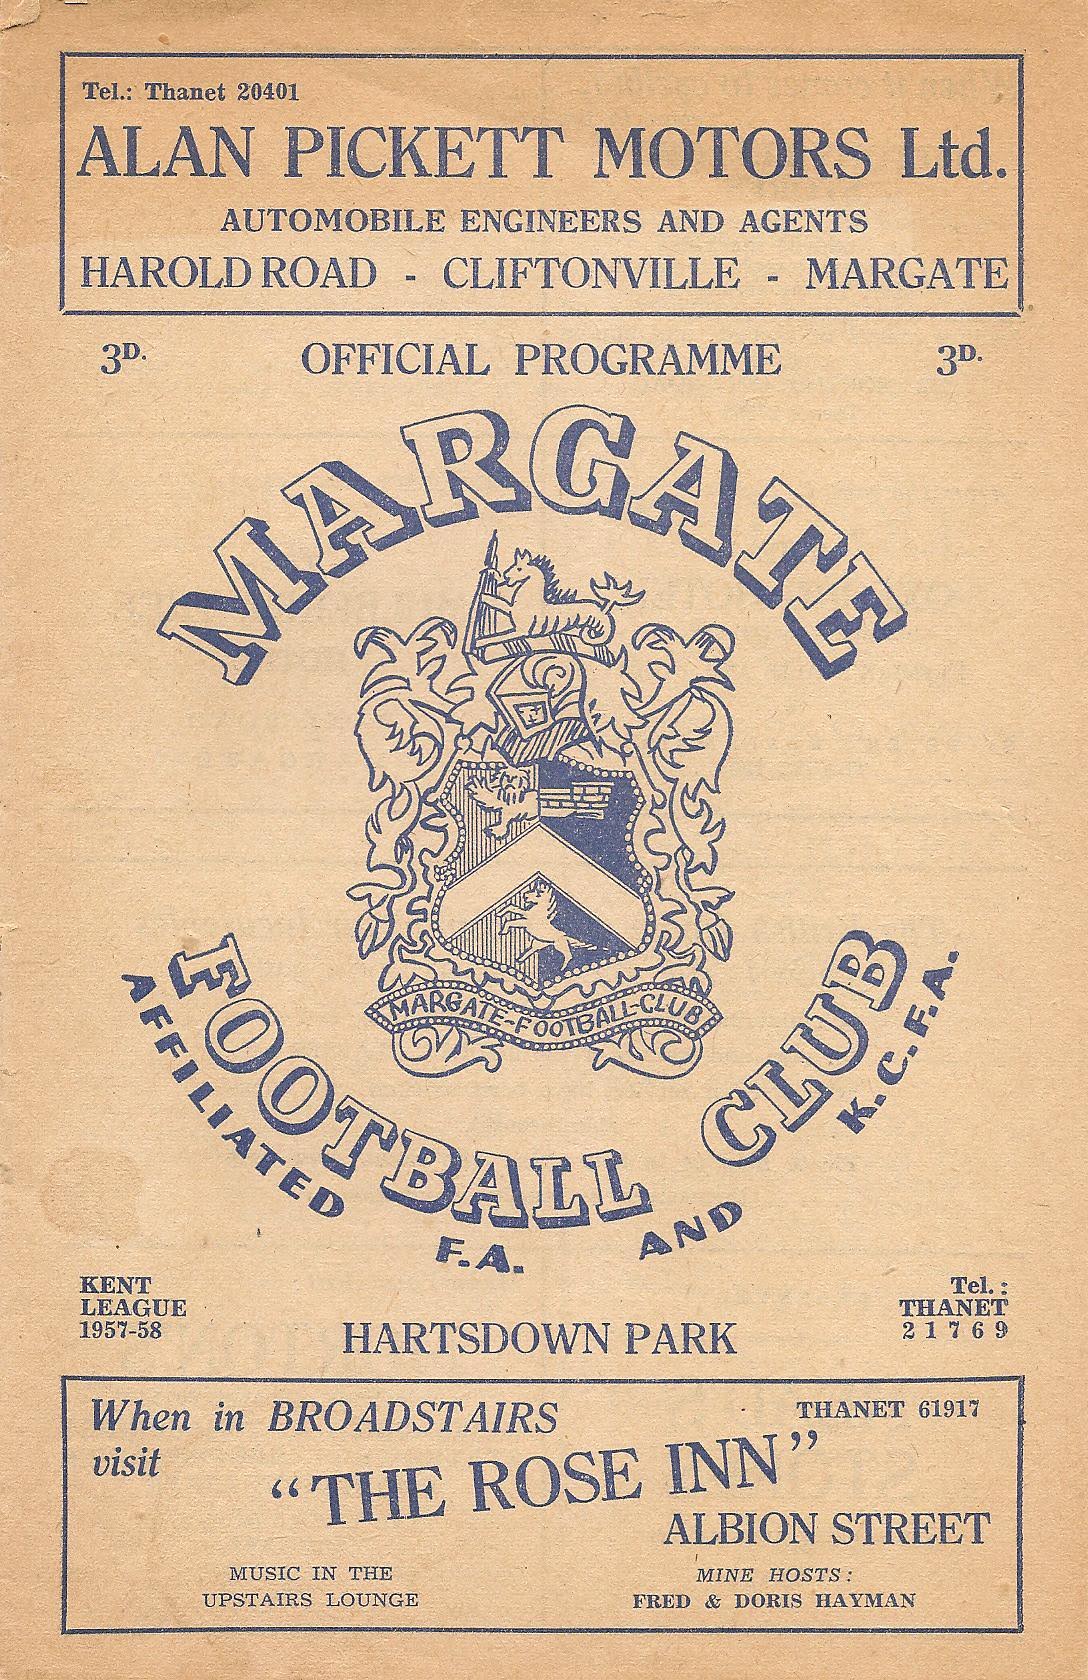 Tel.: Thanet 20401
ALAN PICKETT MOTORS Ltd.
AUTOMOBILE ENGINEERS AND AGENTS
HAROLD ROAD - CLIFTONVILLE - MARGATE
3D. OFFICIAL PROGRAMME 3D.
MARGATE
MARGATE-FOOTBALL-CLUB
FOOTBALL CLUB
AFFILIATED F.A. AND K.C.F.A.
KENT
LEAGUE
1957-58
HARTSDOWN PARK
Tel.:
THANET
21769
When in BROADSTAIRS
visit
THANET 61917
"THE ROSE INN"
ALBION STREET
MUSIC IN THE
UPSTAIRS LOUNGE
MINE HOSTS:
FRED & DORIS HAYMAN